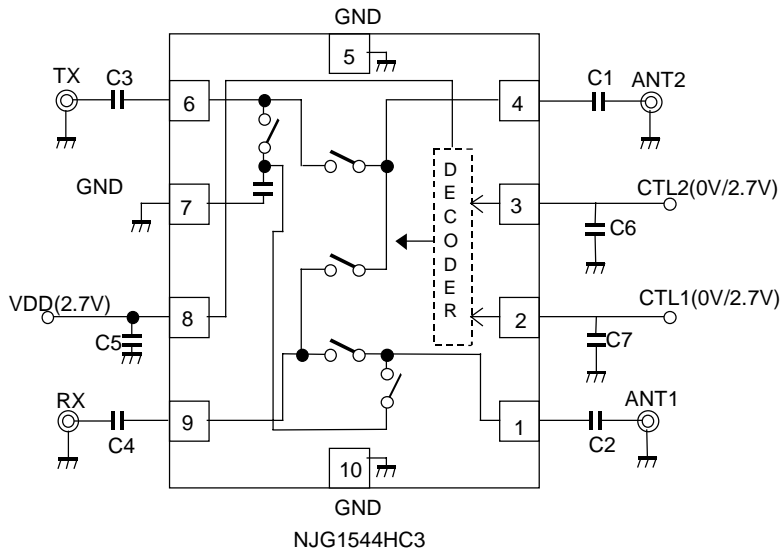 GND
TX
C3
6
5
4
C1
ANT2
GND
7
DECODER
3
CTL2(0V/2.7V)
C6
VDD(2.7V)
8
C5
2
CTL1(0V/2.7V)
C7
RX
C4
9
1
C2
ANT1
10
GND
NJG1544HC3